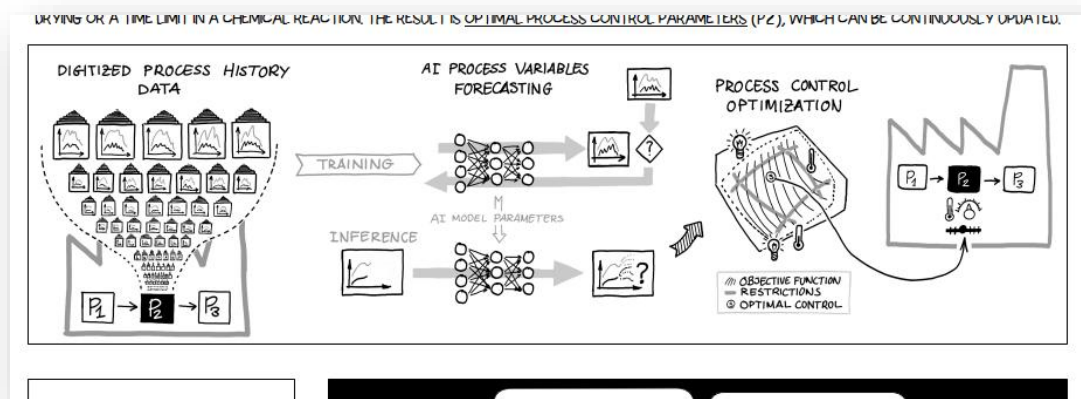 DRYING OR A TIME LIMIT IN A CHEMICAL REACTION. THE RESULT IS OPTIMAL PROCESS CONTROL PARAMETERS (P2), WHICH CAN BE CONTINUOUSLY UPDATED.
DIGITIZED PROCESS HISTORY
DATA
P1 → P2 → P3
AI PROCESS VARIABLES
FORECASTING
TRAINING
?
M
AI MODEL PARAMETERS
INFERENCE
?
PROCESS CONTROL
OPTIMIZATION
OBJECTIVE FUNCTION
RESTRICTIONS
OPTIMAL CONTROL
P1 → P2 → P3